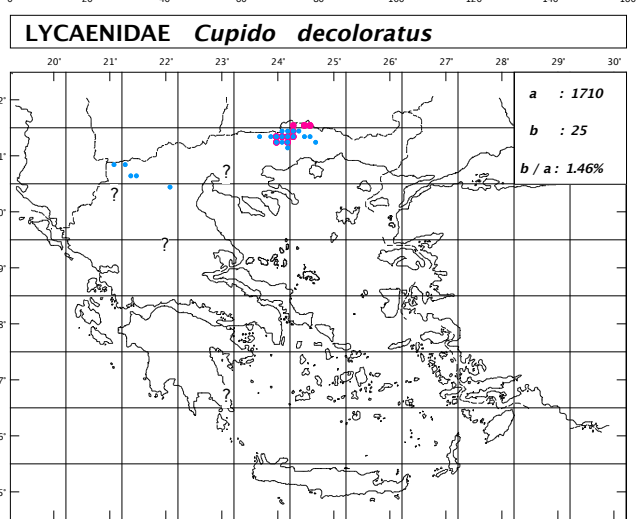 LYCAENIDAE Cupido decoloratus
20' 21' 22' 23' 24' 25' 26' 27' 28' 29' 30'
a : 1710
b : 25
b / a : 1.46%
?
?
?
?